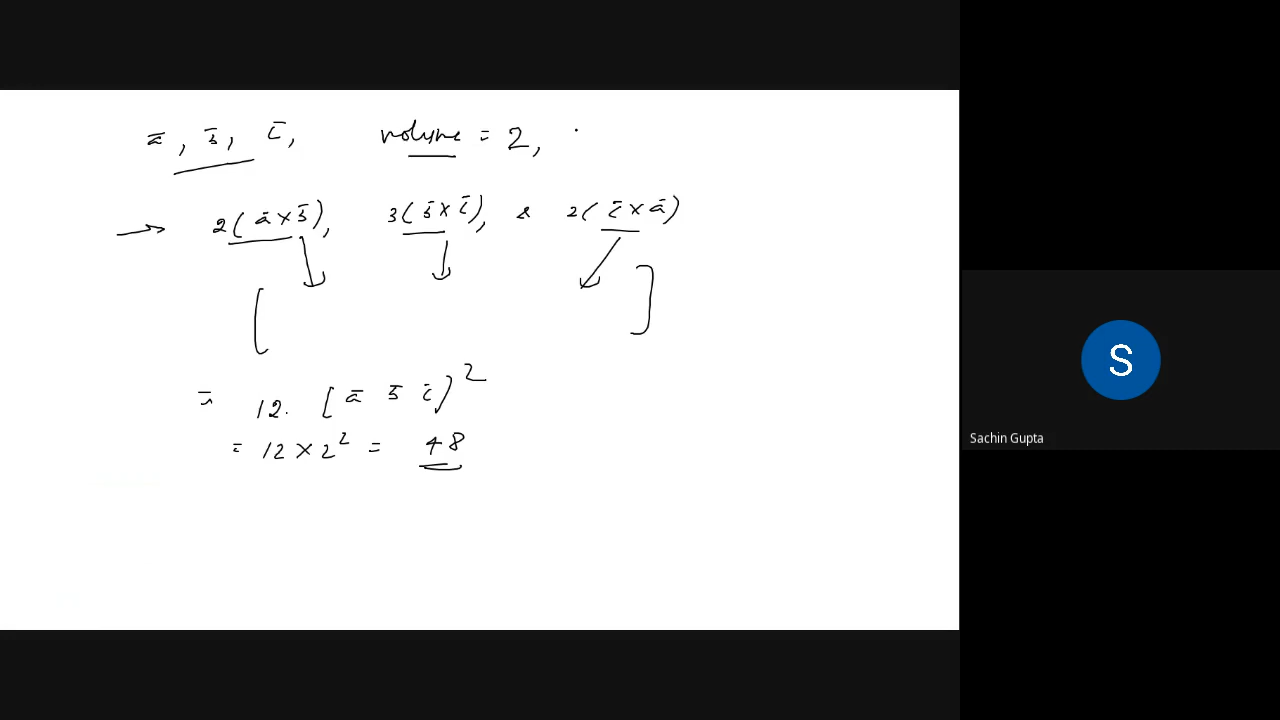 ā, b̄, c̄, volume = 2,
→ 2(ā×b̄), 3(b̄×c̄), & 2(c̄×ā)
[ ]
= 12. [ā b̄ c̄]²
= 12×2² = 48
S
Sachin Gupta